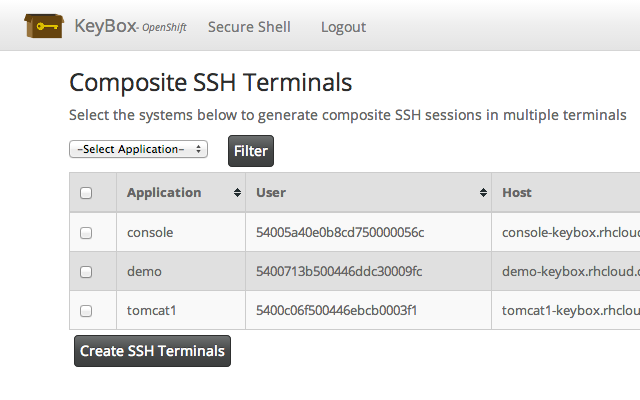 KeyBox- OpenShift Secure Shell Logout
Composite SSH Terminals
Select the systems below to generate composite SSH sessions in multiple terminals
-Select Application- Filter
Application User Host
console 54005a40e0b8cd750000056c console-keybox.rhcloud
demo 5400713b500446ddc30009fc demo-keybox.rhcloud.c
tomcat1 5400c06f500446ebcb0003f1 tomcat1-keybox.rhclou
Create SSH Terminals